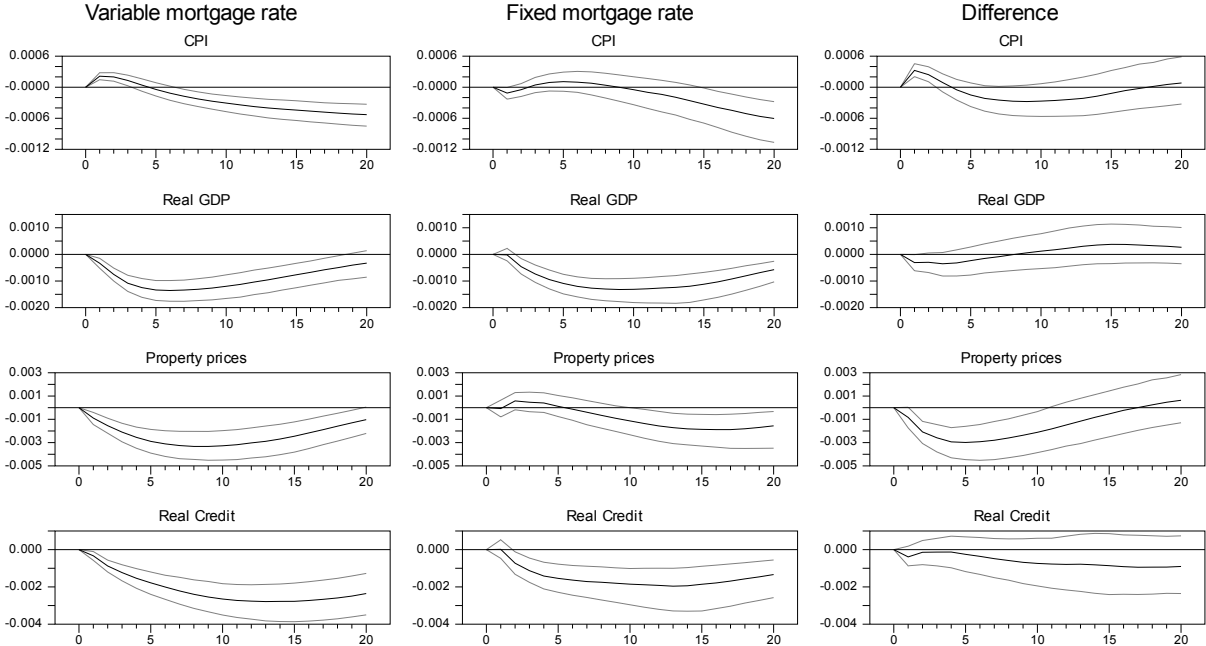 Variable mortgage rate Fixed mortgage rate Difference
CPI CPI CPI
0.0006 0.0006 0.0006
-0.0000 -0.0000 -0.0000
-0.0006 -0.0006 -0.0006
-0.0012 -0.0012 -0.0012
0 5 10 15 20 0 5 10 15 20 0 5 10 15 20
Real GDP Real GDP Real GDP
0.0010 0.0010 0.0010
0.0000 0.0000 0.0000
-0.0010 -0.0010 -0.0010
-0.0020 -0.0020 -0.0020
0 5 10 15 20 0 5 10 15 20 0 5 10 15 20
Property prices Property prices Property prices
0.003 0.003 0.003
0.001 0.001 0.001
-0.001 -0.001 -0.001
-0.003 -0.003 -0.003
-0.005 -0.005 -0.005
0 5 10 15 20 0 5 10 15 20 0 5 10 15 20
Real Credit Real Credit Real Credit
0.000 0.000 0.000
-0.002 -0.002 -0.002
-0.004 -0.004 -0.004
0 5 10 15 20 0 5 10 15 20 0 5 10 15 20